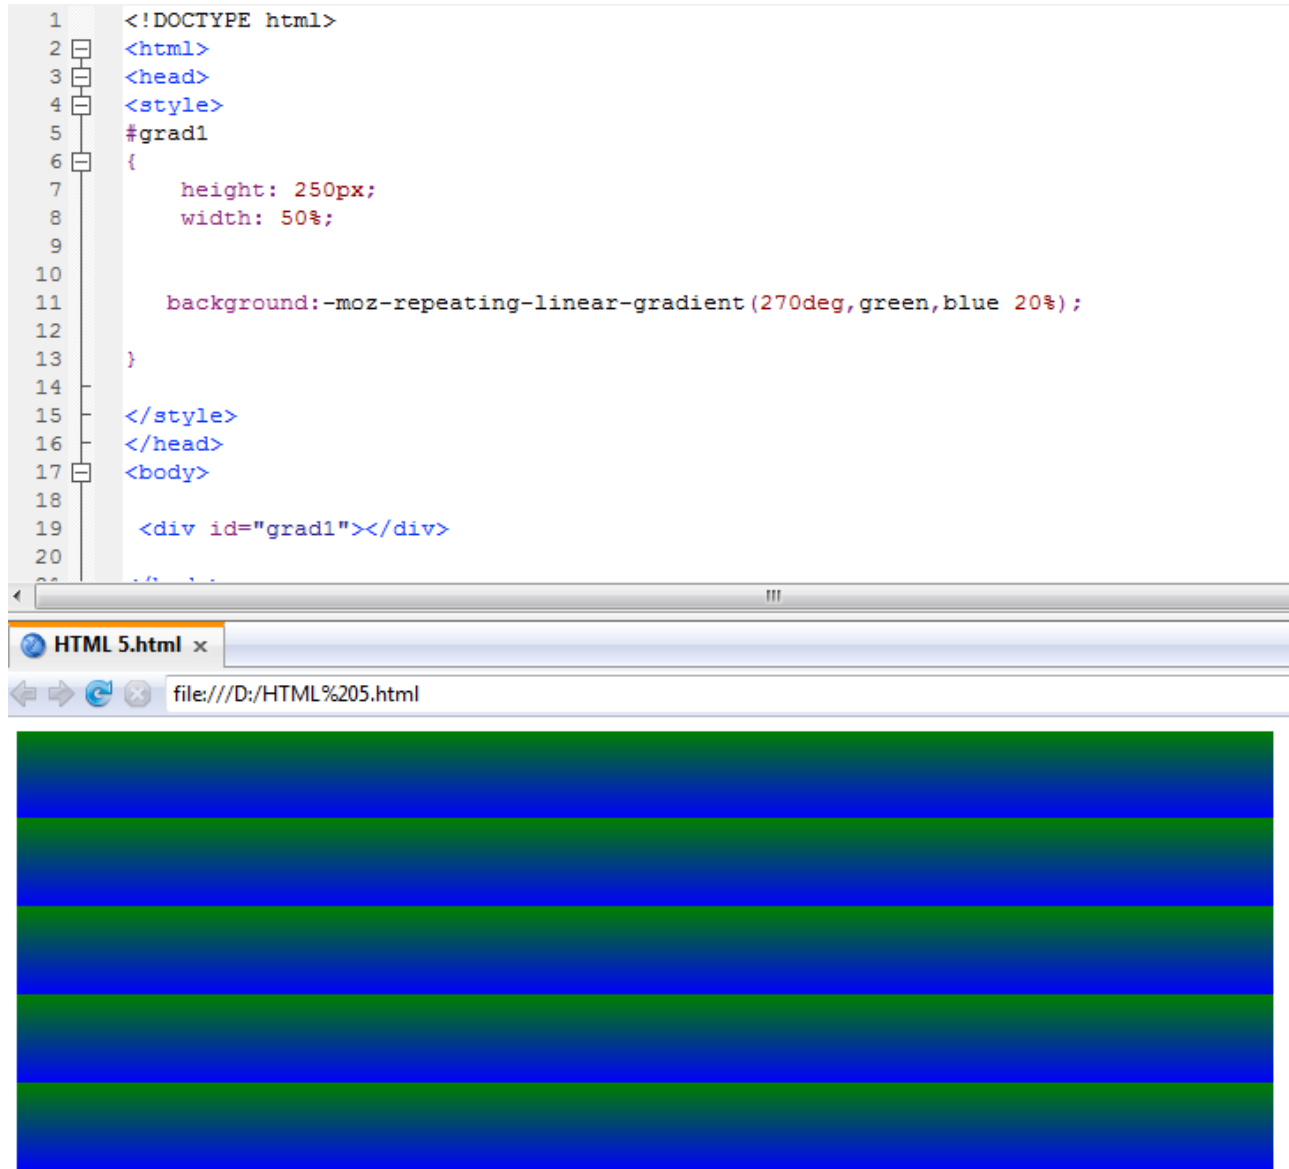 1 <!DOCTYPE html>
2 <html>
3 <head>
4 <style>
5 #grad1
6 {
7 height: 250px;
8 width: 50%;
9
10
11 background:-moz-repeating-linear-gradient(270deg,green,blue 20%);
12
13 }
14
15 </style>
16 </head>
17 <body>
18
19 <div id="grad1"></div>
20
HTML 5.html x
file:///D:/HTML%205.html